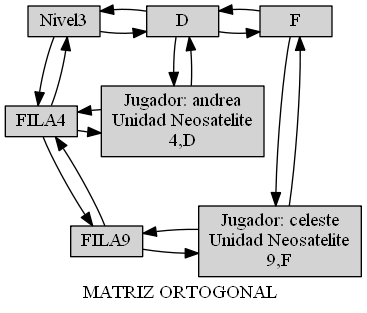 Nivel3
D
F
FILA4
Jugador: andrea
Unidad Neosatelite
4,D
FILA9
Jugador: celeste
Unidad Neosatelite
9,F
MATRIZ ORTOGONAL